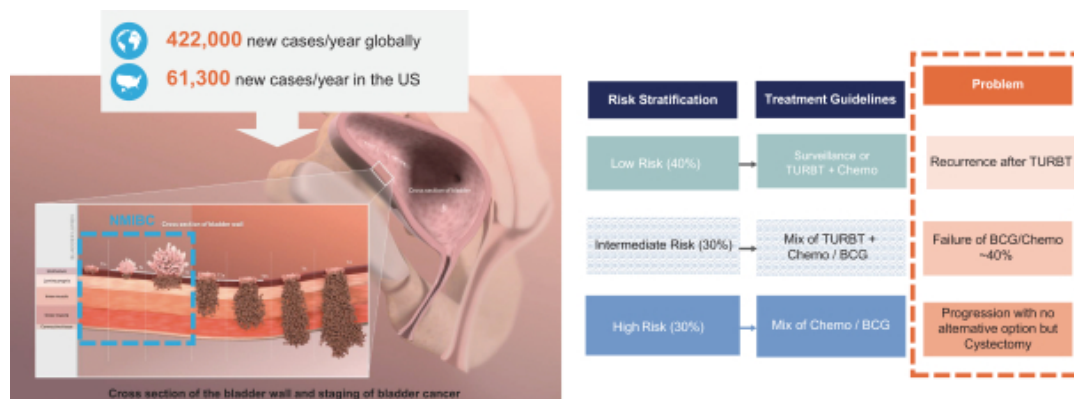 422,000 new cases/year globally
61,300 new cases/year in the US
Cross section of bladder
NMIBC
Cross section of bladder wall
Cross section of the bladder wall and staging of bladder cancer
Risk Stratification
Treatment Guidelines
Problem
Low Risk (40%)
Surveillance or
TURBT + Chemo
Recurrence after TURBT
Intermediate Risk (30%)
Mix of TURBT +
Chemo / BCG
Failure of BCG/Chemo
~40%
High Risk (30%)
Mix of Chemo / BCG
Progression with no
alternative option but
Cystectomy